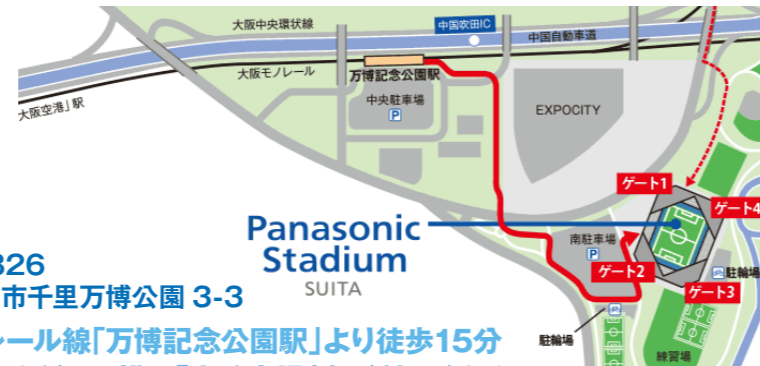 大阪中央環状線
中国吹田IC
中国自動車道
大阪モノレール
万博記念公園駅
大阪空港」駅
中央駐車場
P
EXPOCITY
ゲート1
ゲート4
Panasonic
Stadium
SUITA
南駐車場
P
ゲート2
駐輪場
ゲート3
駐輪場
練習場
326
市千里万博公園 3-3
レール線「万博記念公園駅」より徒歩15分